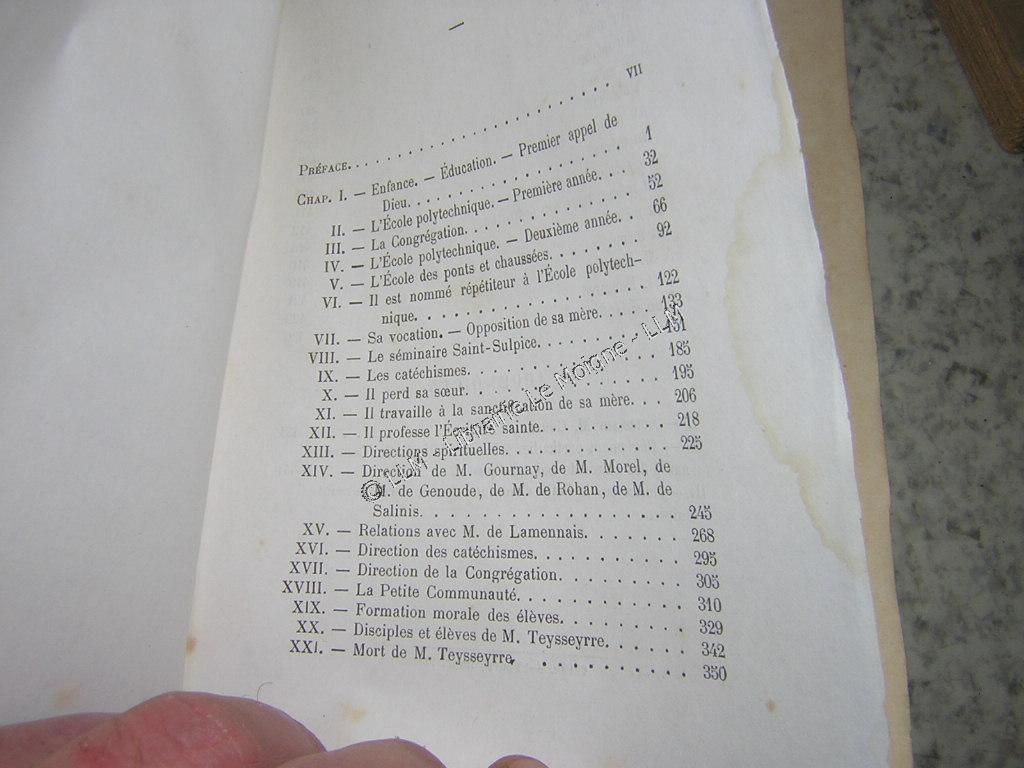 —
PRÉFACE. . . . . . . . . . . . . . . . . . . . . . VII
CHAP. I. — Enfance. — Éducation. — Premier appel de
Dieu. . . . . . . . . . . . . . . . . . 1
II. — L'École polytechnique. — Première année. . . 32
III. — La Congrégation. . . . . . . . . . . . . 52
IV. — L'École polytechnique. — Deuxième année. . 66
V. — L'École des ponts et chaussées. . . . . . . 92
VI. — Il est nommé répétiteur à l'École polytech-
nique. . . . . . . . . . . . . . . . . . 122
VII. — Sa vocation. — Opposition de sa mère. . . . 133
VIII. — Le séminaire Saint-Sulpice. . . . . . . . . 151
IX. — Les catéchismes. . . . . . . . . . . . . . 185
X. — Il perd sa sœur. . . . . . . . . . . . . . 195
XI. — Il travaille à la sanctification de sa mère. . . 206
XII. — Il professe l'Écriture sainte. . . . . . . . . 218
XIII. — Directions spirituelles. . . . . . . . . . . 225
XIV. — Direction de M. Gournay, de M. Morel, de
M. de Genoude, de M. de Rohan, de M. de
Salinis. . . . . . . . . . . . . . . . . 245
XV. — Relations avec M. de Lamennais. . . . . . . 268
XVI. — Direction des catéchismes. . . . . . . . . . 295
XVII. — Direction de la Congrégation. . . . . . . . 305
XVIII. — La Petite Communauté. . . . . . . . . . . 310
XIX. — Formation morale des élèves. . . . . . . . 329
XX. — Disciples et élèves de M. Teysseyrre. . . . . 342
XXI. — Mort de M. Teysseyrre. . . . . . . . . . 350
© LLM - Librairie Le Moigne - LLM